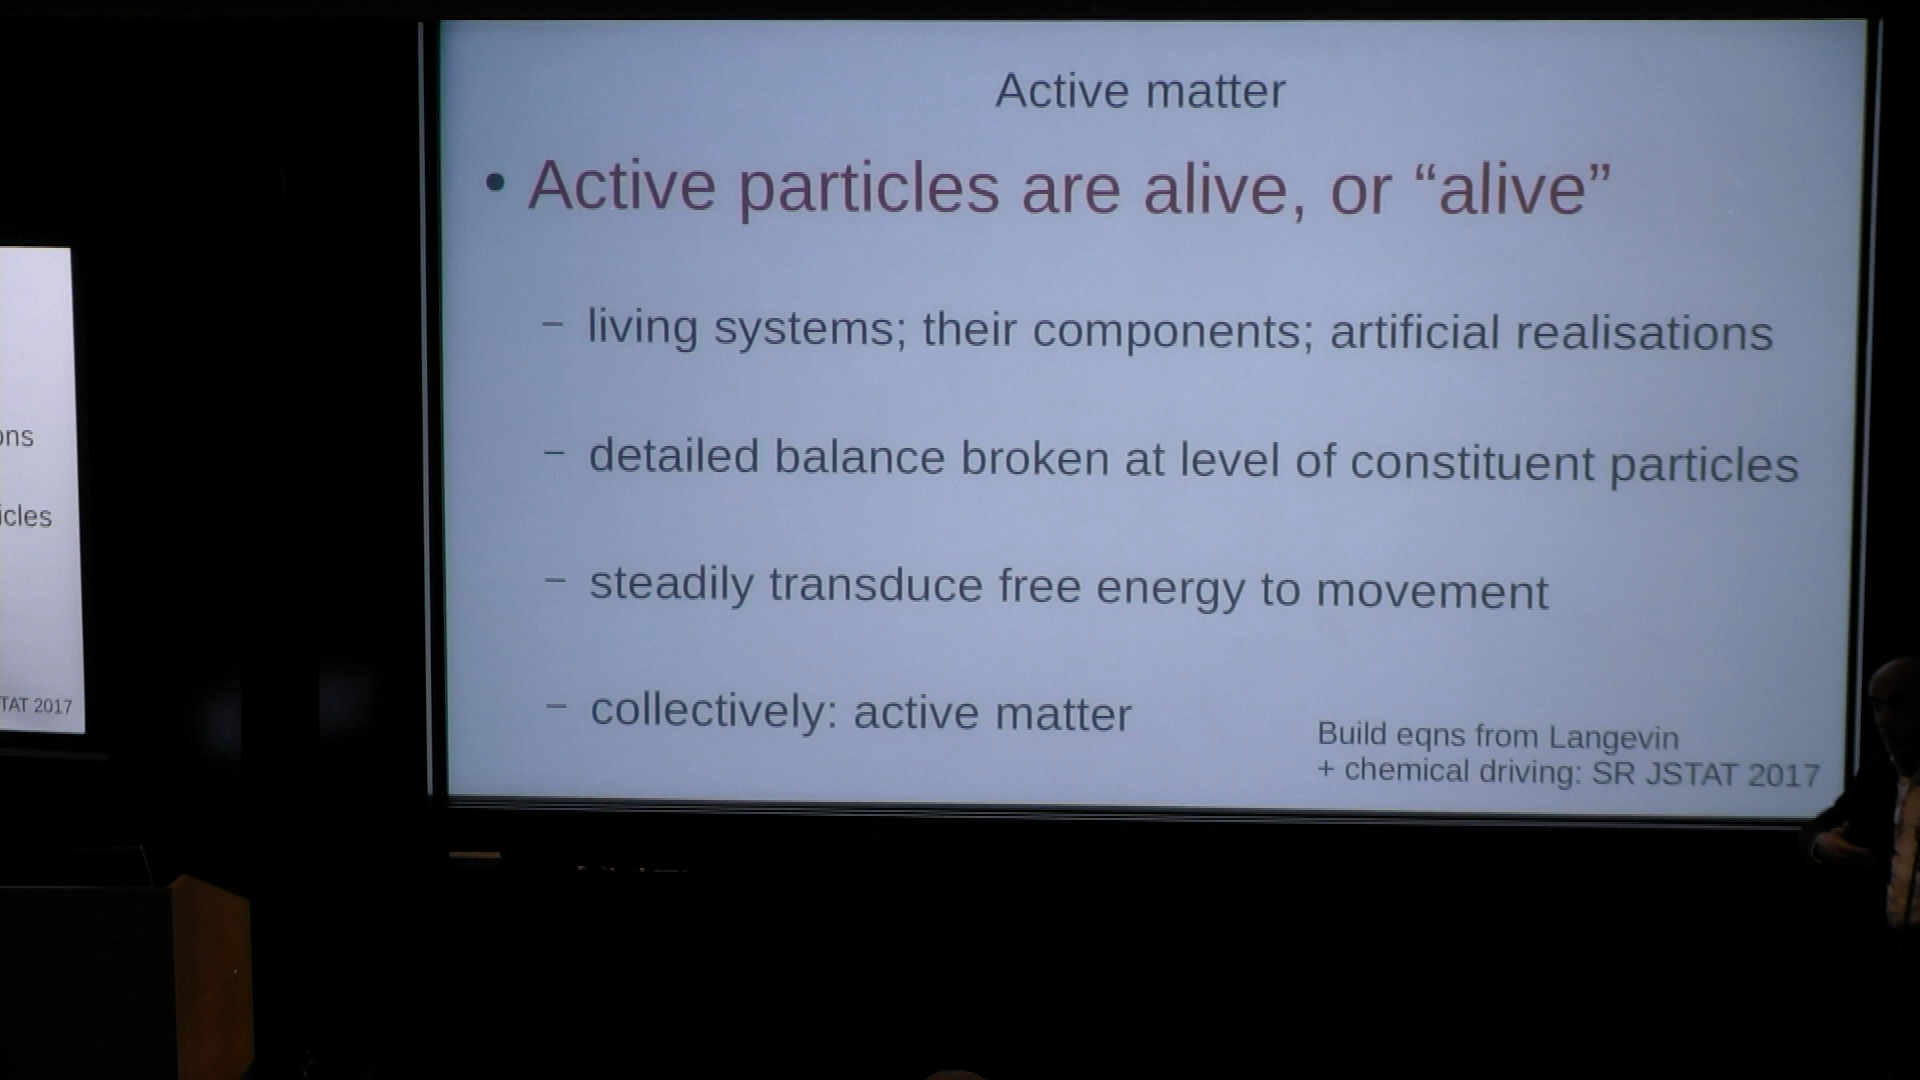 Active matter
• Active particles are alive, or “alive”
– living systems; their components; artificial realisations
– detailed balance broken at level of constituent particles
– steadily transduce free energy to movement
– collectively: active matter
Build eqns from Langevin
+ chemical driving: SR JSTAT 2017
ons
icles
TAT 2017